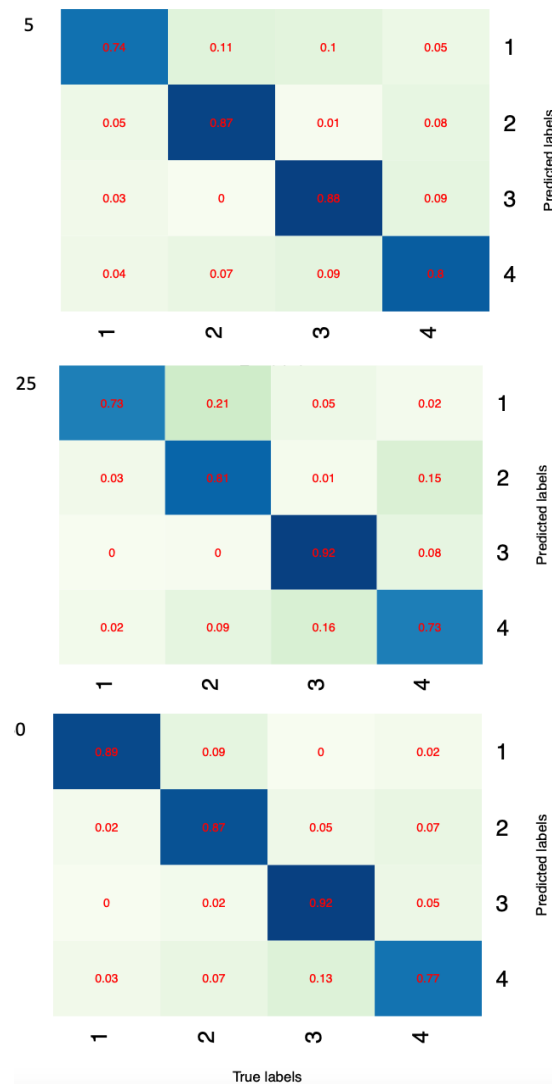 5
0.74 0.11 0.1 0.05 1
0.05 0.87 0.01 0.08 2
0.03 0 0.88 0.09 3
0.04 0.07 0.09 0.8 4
Predicted labels
1 2 3 4
25
0.73 0.21 0.05 0.02 1
0.03 0.81 0.01 0.15 2
0 0 0.92 0.08 3
0.02 0.09 0.16 0.73 4
Predicted labels
1 2 3 4
0
0.89 0.09 0 0.02 1
0.02 0.87 0.05 0.07 2
0 0.02 0.92 0.05 3
0.03 0.07 0.13 0.77 4
Predicted labels
1 2 3 4
True labels